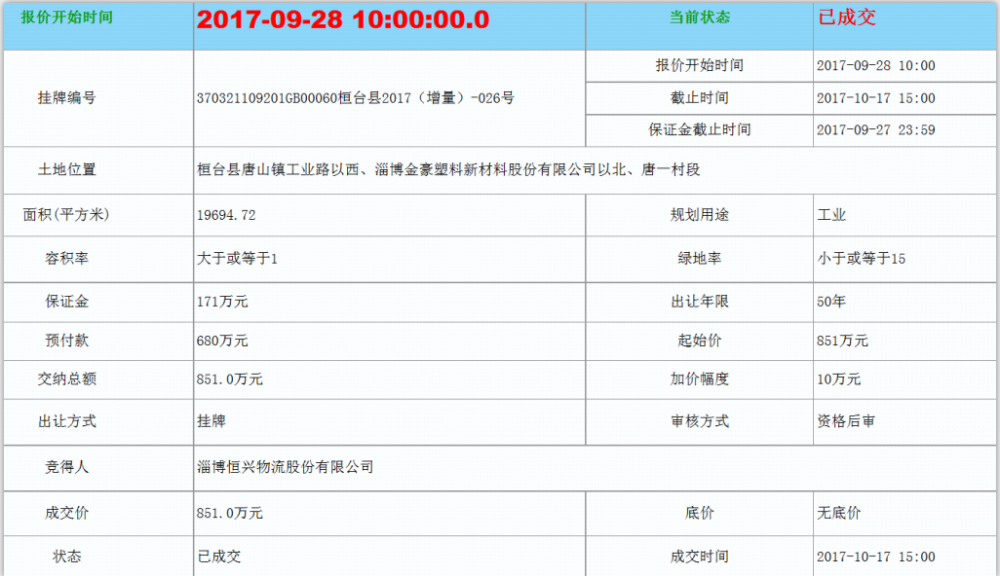 报价开始时间 2017-09-28 10:00:00.0 当前状态 已成交
挂牌编号 370321109201GB00060桓台县2017（增量）-026号
报价开始时间 2017-09-28 10:00
截止时间 2017-10-17 15:00
保证金截止时间 2017-09-27 23:59
土地位置 桓台县唐山镇工业路以西、淄博金豪塑料新材料股份有限公司以北、唐一村段
面积(平方米) 19694.72 规划用途 工业
容积率 大于或等于1 绿地率 小于或等于15
保证金 171万元 出让年限 50年
预付款 680万元 起始价 851万元
交纳总额 851.0万元 加价幅度 10万元
出让方式 挂牌 审核方式 资格后审
竞得人 淄博恒兴物流股份有限公司
成交价 851.0万元 底价 无底价
状态 已成交 成交时间 2017-10-17 15:00